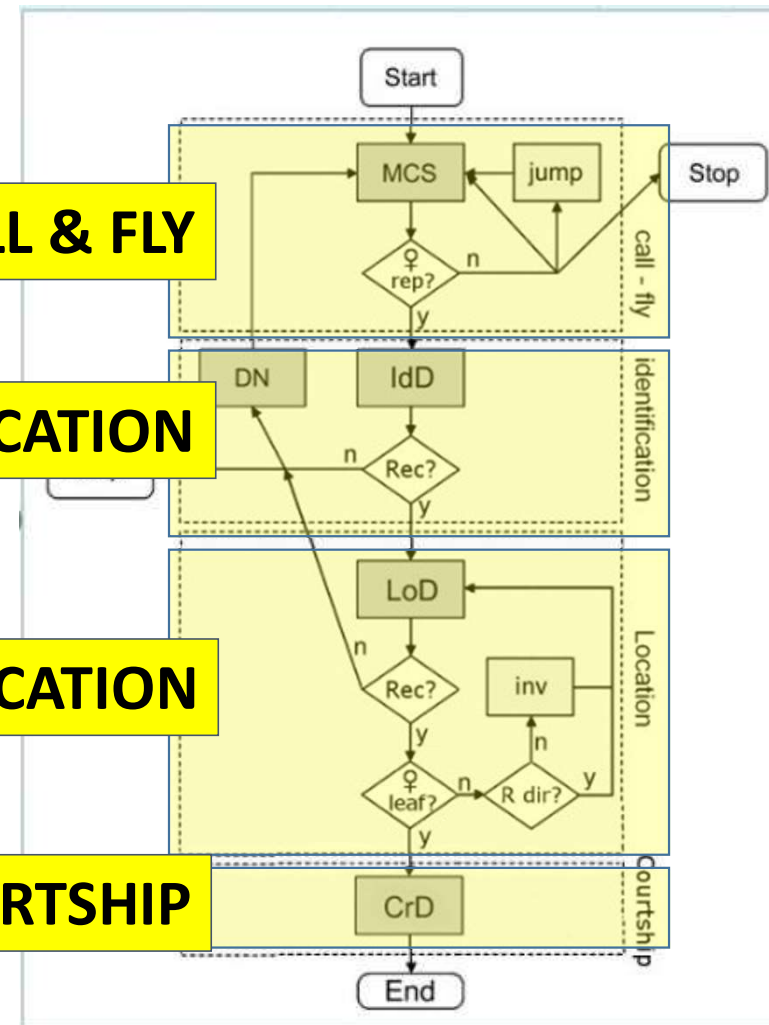 Start
MCS
jump
Stop
LL & FLY
♀
rep?
n
call - fly
y
DN
IdD
identification
CATION
n
Rec?
y
LoD
Location
n
CATION
Rec?
inv
y
n
♀
leaf?
n
R dir?
y
y
Courtship
RTSHIP
CrD
End